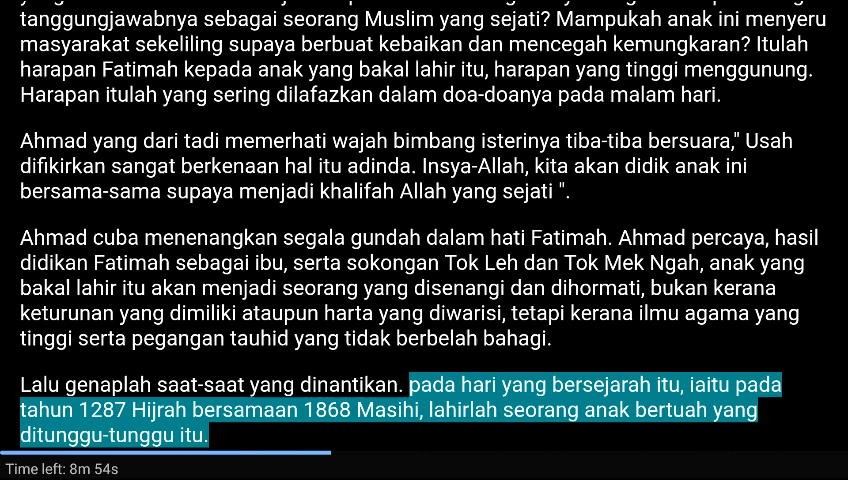 tanggungjawabnya sebagai seorang Muslim yang sejati? Mampukah anak ini menyeru
masyarakat sekeliling supaya berbuat kebaikan dan mencegah kemungkaran? Itulah
harapan Fatimah kepada anak yang bakal lahir itu, harapan yang tinggi menggunung.
Harapan itulah yang sering dilafazkan dalam doa-doanya pada malam hari.
Ahmad yang dari tadi memerhati wajah bimbang isterinya tiba-tiba bersuara," Usah
difikirkan sangat berkenaan hal itu adinda. Insya-Allah, kita akan didik anak ini
bersama-sama supaya menjadi khalifah Allah yang sejati ".
Ahmad cuba menenangkan segala gundah dalam hati Fatimah. Ahmad percaya, hasil
didikan Fatimah sebagai ibu, serta sokongan Tok Leh dan Tok Mek Ngah, anak yang
bakal lahir itu akan menjadi seorang yang disenangi dan dihormati, bukan kerana
keturunan yang dimiliki ataupun harta yang diwarisi, tetapi kerana ilmu agama yang
tinggi serta pegangan tauhid yang tidak berbelah bahagi.
Lalu genaplah saat-saat yang dinantikan. pada hari yang bersejarah itu, iaitu pada
tahun 1287 Hijrah bersamaan 1868 Masihi, lahirlah seorang anak bertuah yang
ditunggu-tunggu itu.
Time left: 8m 54s